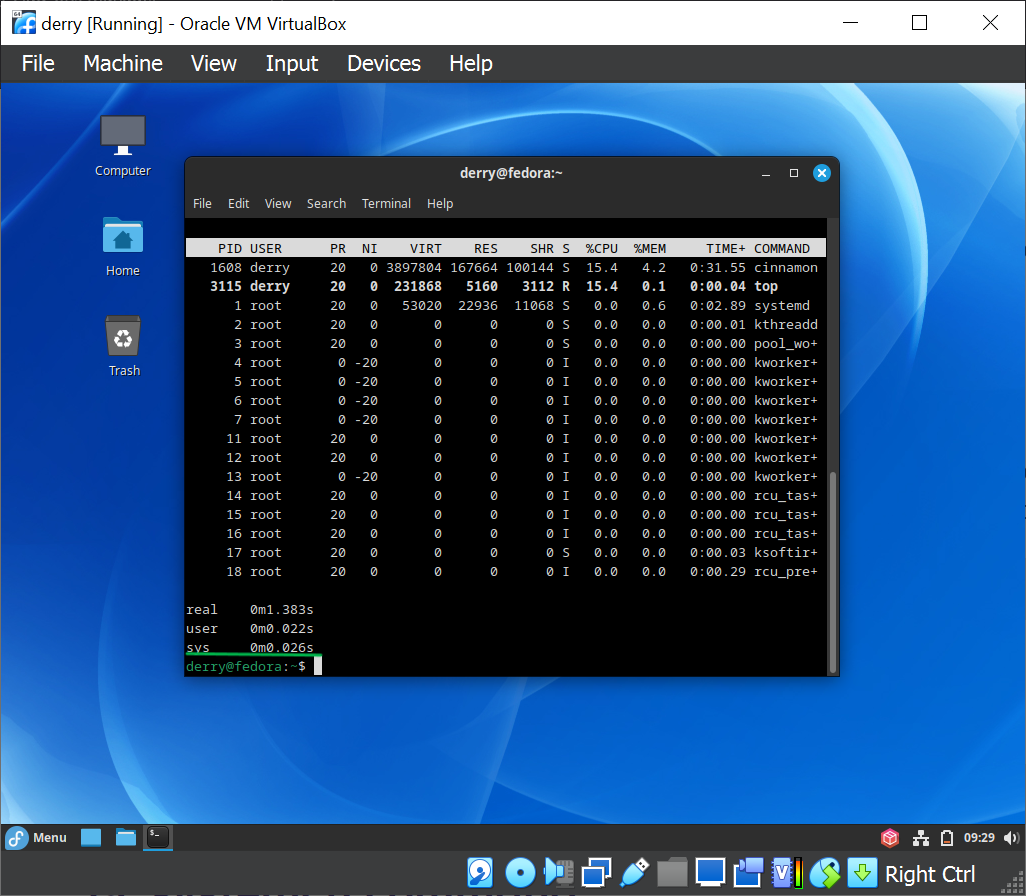 derry [Running] - Oracle VM VirtualBox
File Machine View Input Devices Help
Computer
Home
Trash
derry@fedora:~
File Edit View Search Terminal Help
PID USER PR NI VIRT RES SHR S %CPU %MEM TIME+ COMMAND
1608 derry 20 0 3897804 167664 100144 S 15.4 4.2 0:31.55 cinnamon
3115 derry 20 0 231868 5160 3112 R 15.4 0.1 0:00.04 top
1 root 20 0 53020 22936 11068 S 0.0 0.6 0:02.89 systemd
2 root 20 0 0 0 0 S 0.0 0.0 0:00.01 kthreadd
3 root 20 0 0 0 0 S 0.0 0.0 0:00.00 pool_wo+
4 root 0 -20 0 0 0 I 0.0 0.0 0:00.00 kworker+
5 root 0 -20 0 0 0 I 0.0 0.0 0:00.00 kworker+
6 root 0 -20 0 0 0 I 0.0 0.0 0:00.00 kworker+
7 root 0 -20 0 0 0 I 0.0 0.0 0:00.00 kworker+
11 root 20 0 0 0 0 I 0.0 0.0 0:00.00 kworker+
12 root 20 0 0 0 0 I 0.0 0.0 0:00.00 kworker+
13 root 0 -20 0 0 0 I 0.0 0.0 0:00.00 kworker+
14 root 20 0 0 0 0 I 0.0 0.0 0:00.00 rcu_tas+
15 root 20 0 0 0 0 I 0.0 0.0 0:00.00 rcu_tas+
16 root 20 0 0 0 0 I 0.0 0.0 0:00.00 rcu_tas+
17 root 20 0 0 0 0 S 0.0 0.0 0:00.03 ksoftir+
18 root 20 0 0 0 0 I 0.0 0.0 0:00.29 rcu_pre+
real 0m1.383s
user 0m0.022s
sys 0m0.026s
derry@fedora:~$
Menu 09:29
Right Ctrl